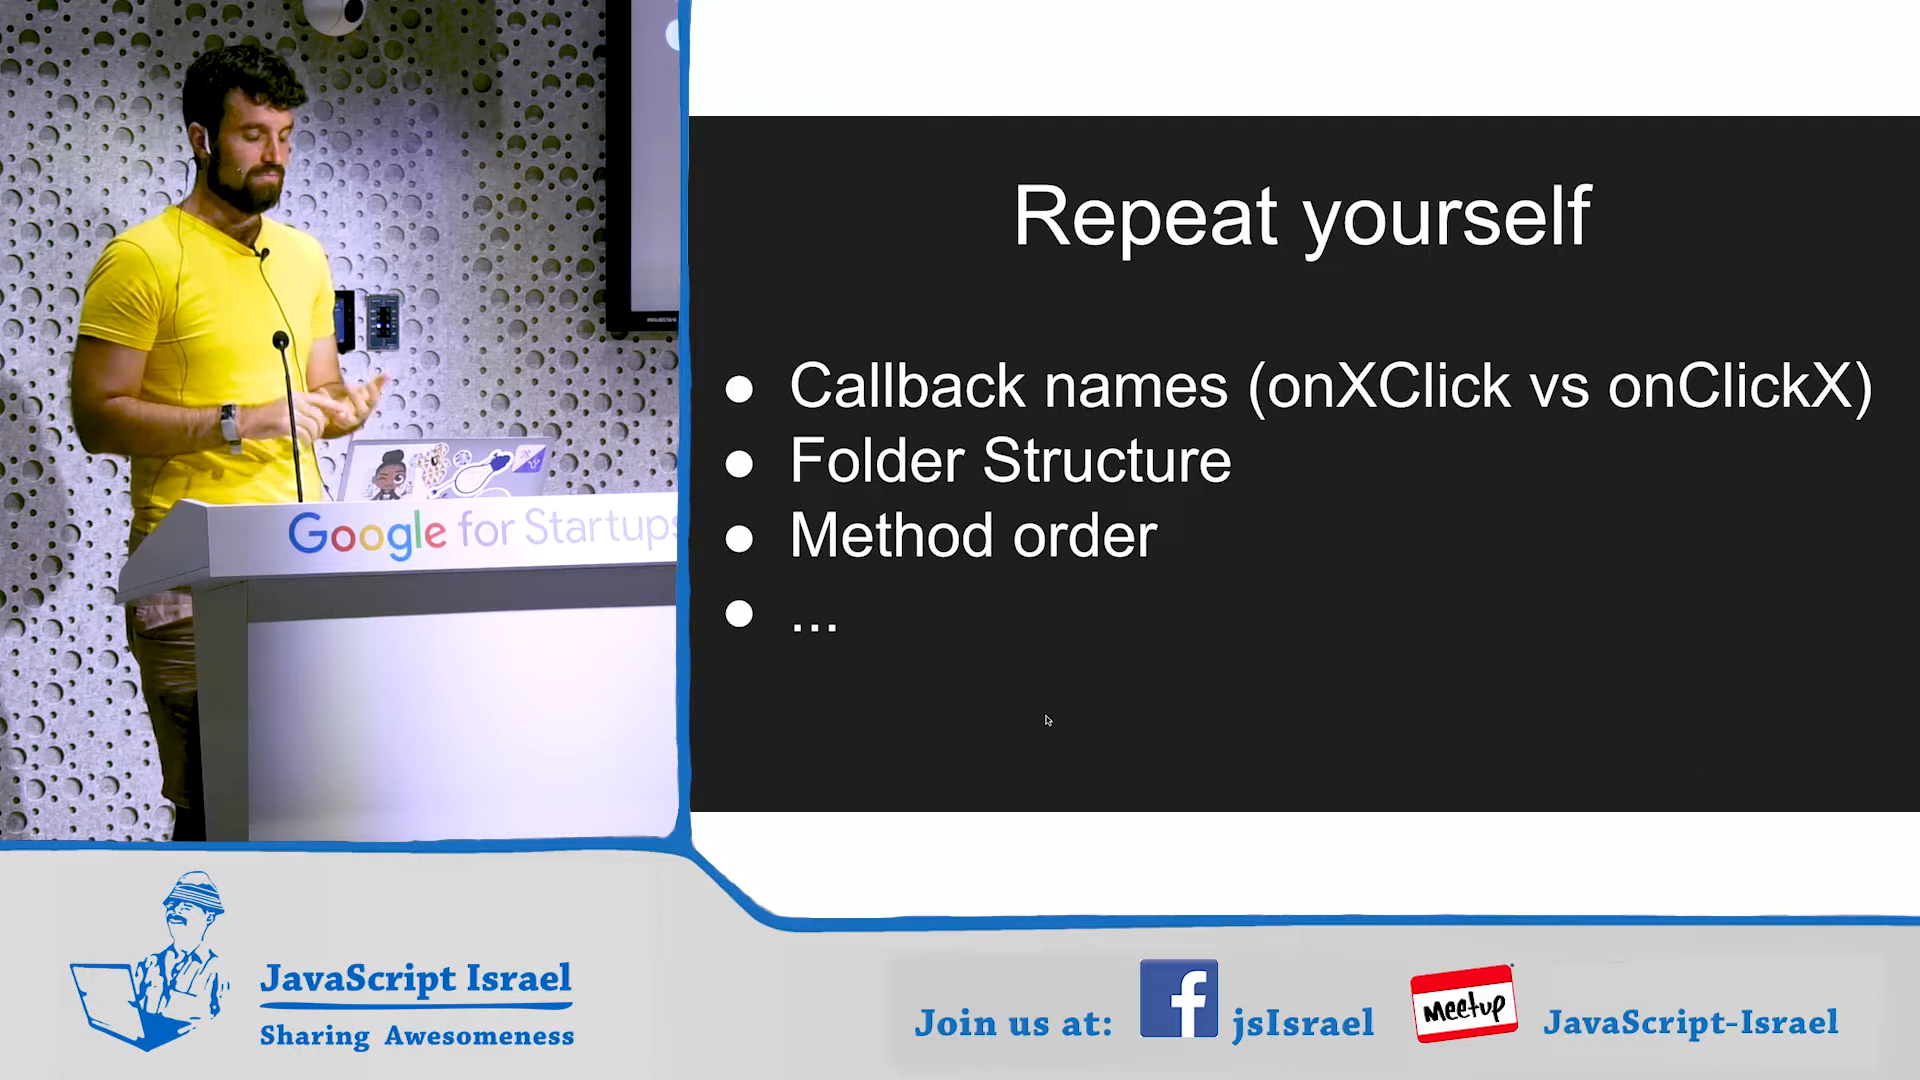 Repeat yourself
● Callback names (onXClick vs onClickX)
● Folder Structure
● Method order
● ...
Google for Startups
JavaScript Israel
Sharing Awesomeness
Join us at:
f
jsIsrael
Meetup
JavaScript-Israel